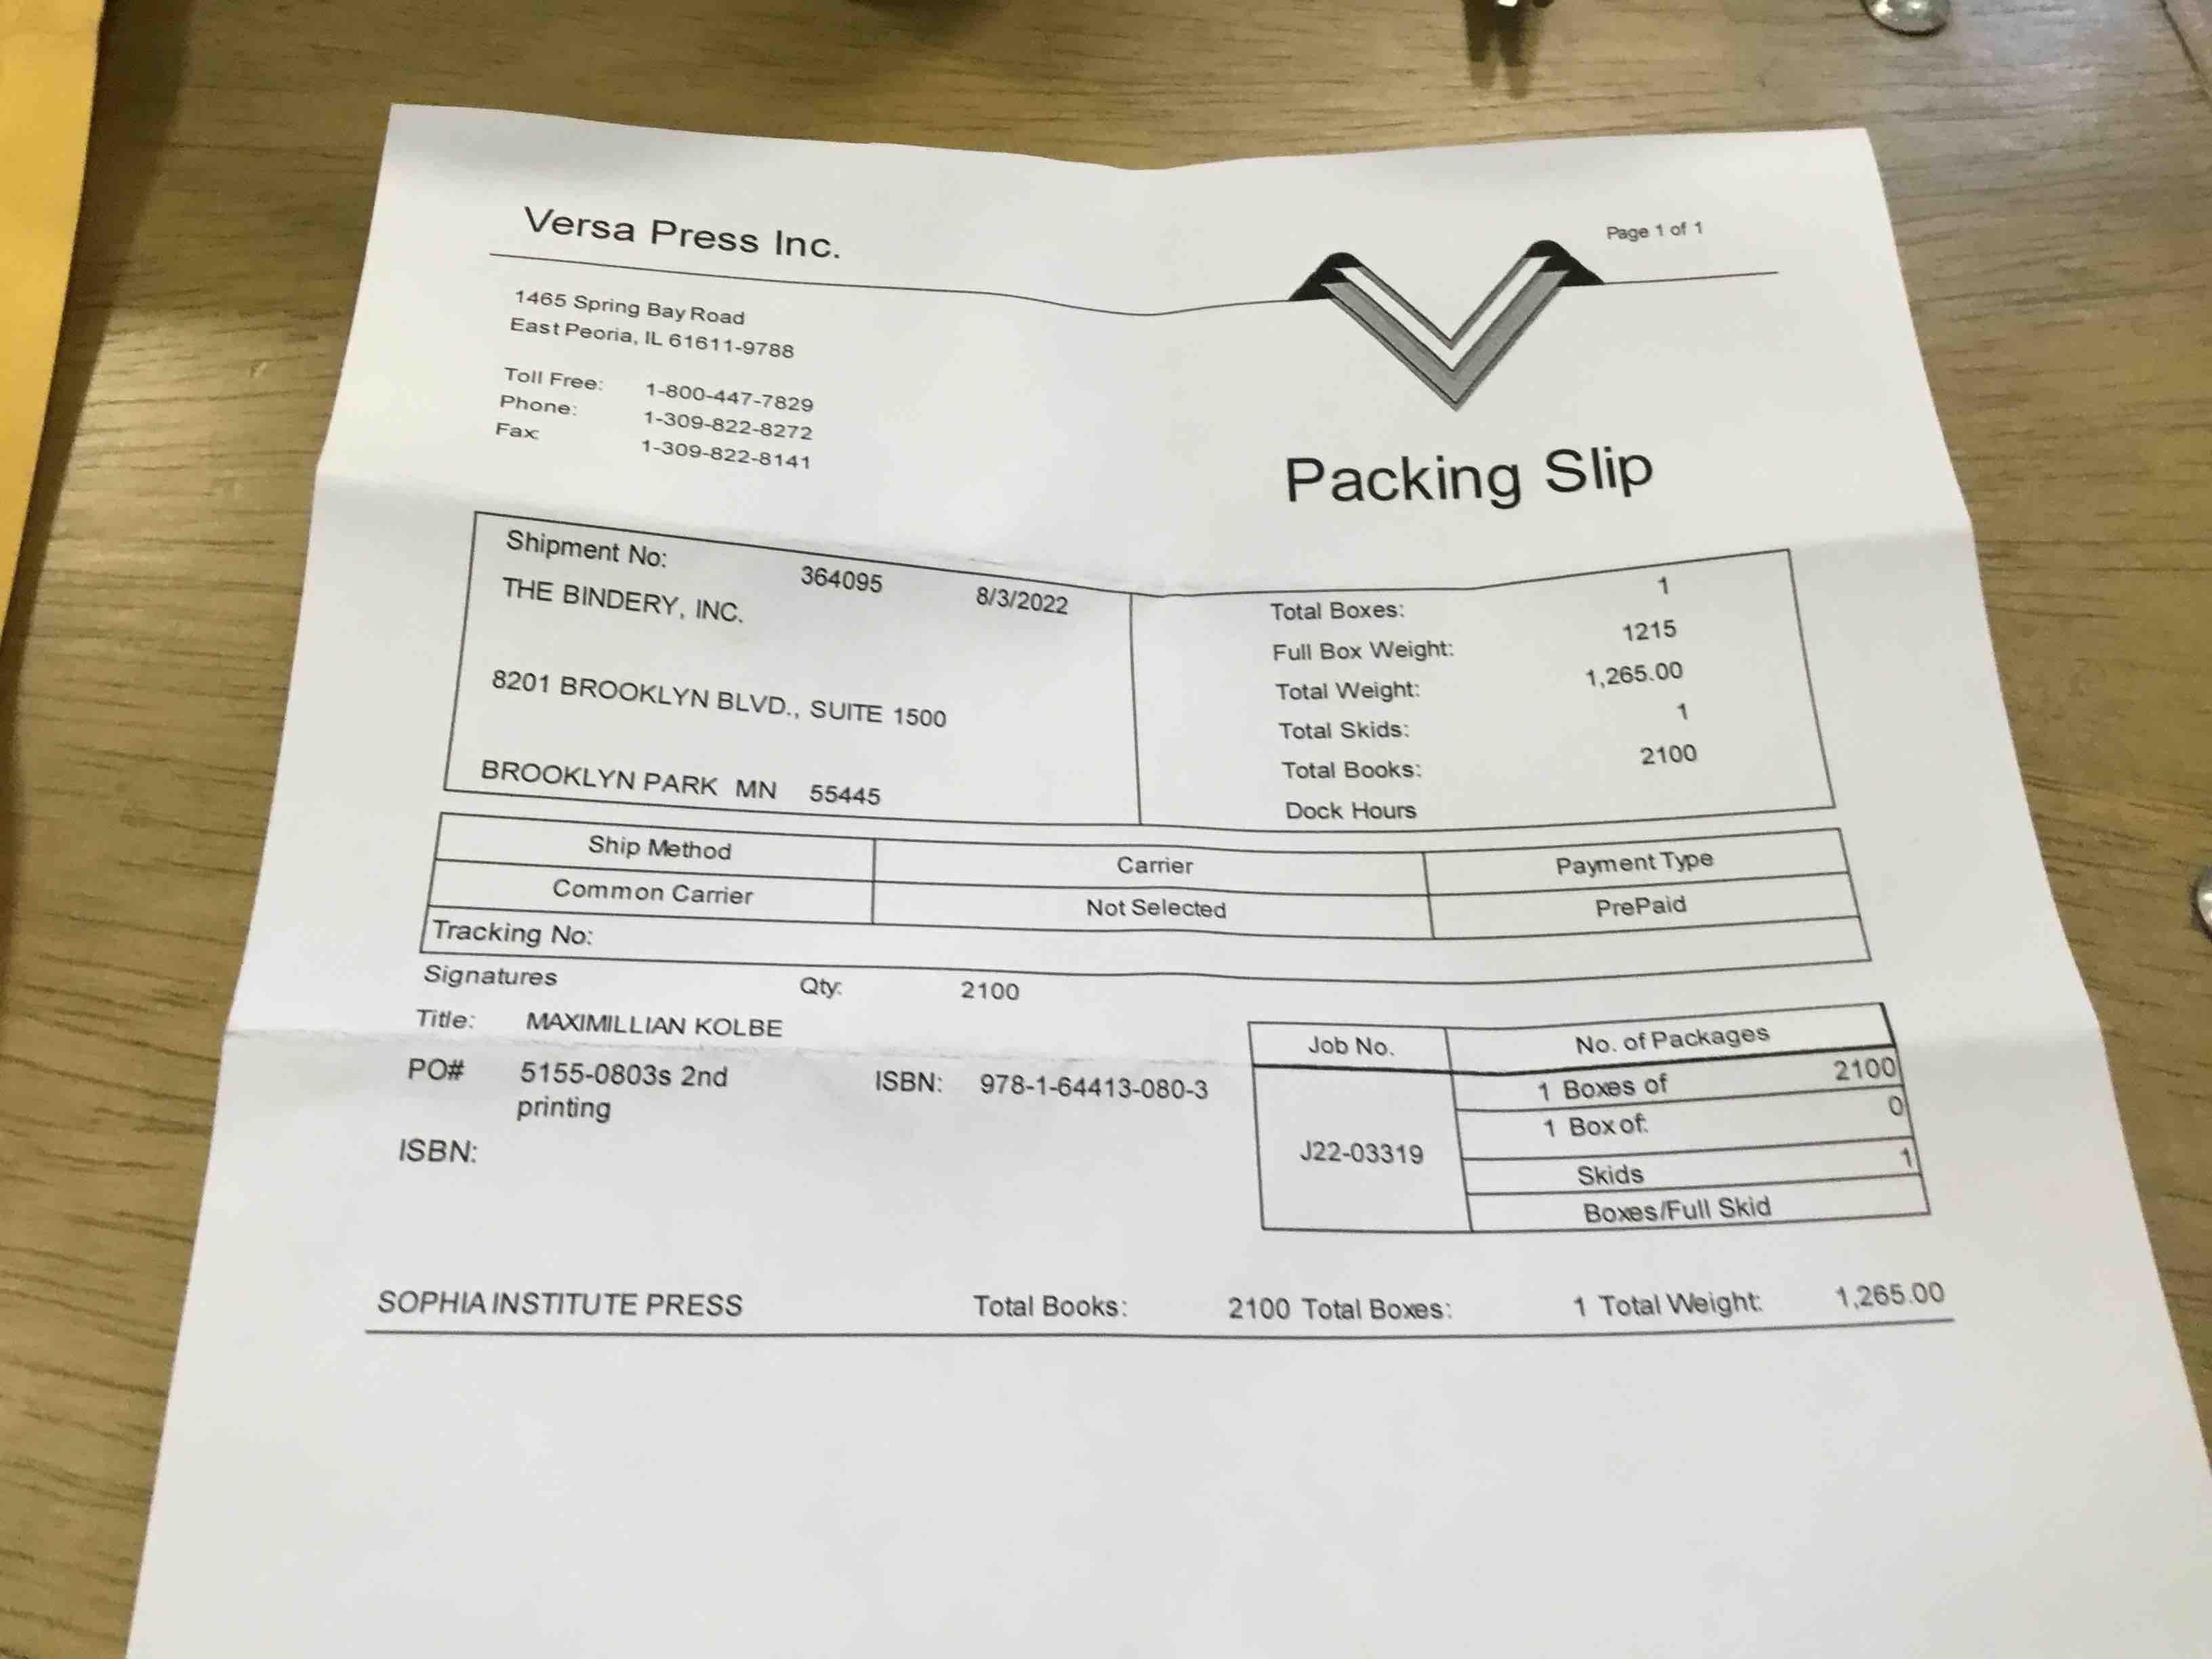 Versa Press Inc.
Page 1 of 1
1465 Spring Bay Road
East Peoria, IL 61611-9788
Toll Free: 1-800-447-7829
Phone: 1-309-822-8272
Fax: 1-309-822-8141
Packing Slip
Shipment No: 364095 8/3/2022
THE BINDERY, INC.
8201 BROOKLYN BLVD., SUITE 1500
BROOKLYN PARK MN 55445
Total Boxes: 1
Full Box Weight: 1215
Total Weight: 1,265.00
Total Skids: 1
Total Books: 2100
Dock Hours
Ship Method Carrier Payment Type
Common Carrier Not Selected PrePaid
Tracking No:
Signatures Qty: 2100
Title: MAXIMILLIAN KOLBE
PO# 5155-0803s 2nd
printing
ISBN: 978-1-64413-080-3
ISBN:
Job No. No. of Packages
J22-03319
1 Boxes of 2100
1 Box of: 0
Skids 1
Boxes/Full Skid
SOPHIA INSTITUTE PRESS Total Books: 2100 Total Boxes: 1 Total Weight: 1,265.00